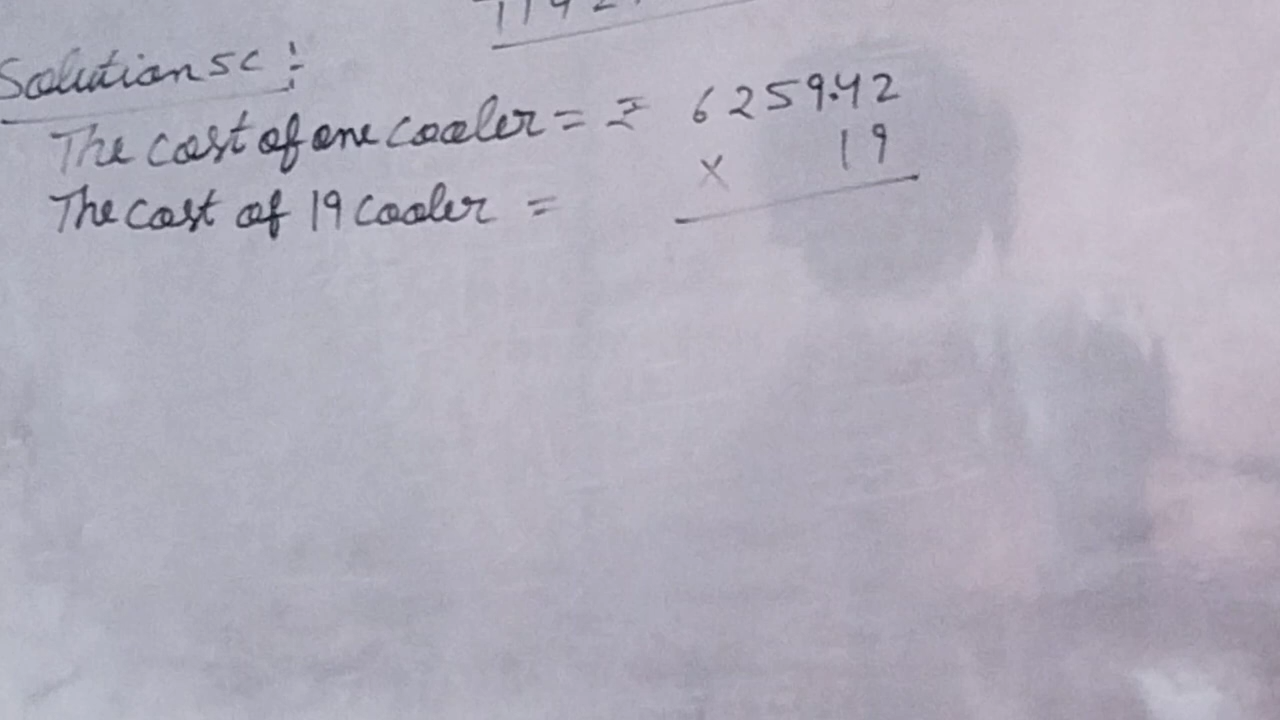 Solution 5c :-
The cost of one cooler = ₹ 6259.42
× 19
The cost of 19 cooler =